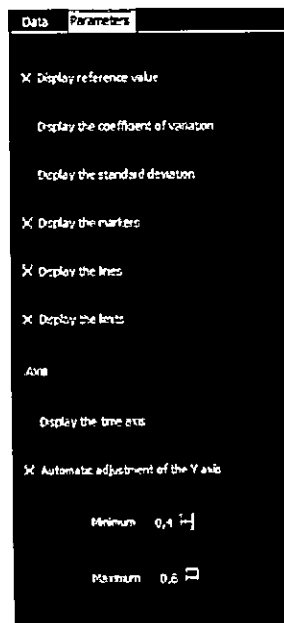 Data Parameters
Display reference value
Display the coefficient of variation
Display the standard deviation
Display the markers
Display the lines
Display the limits
Axis
Display the time axis
Automatic adjustment of the Y axis
Minimum 0,4
Maximum 0,6